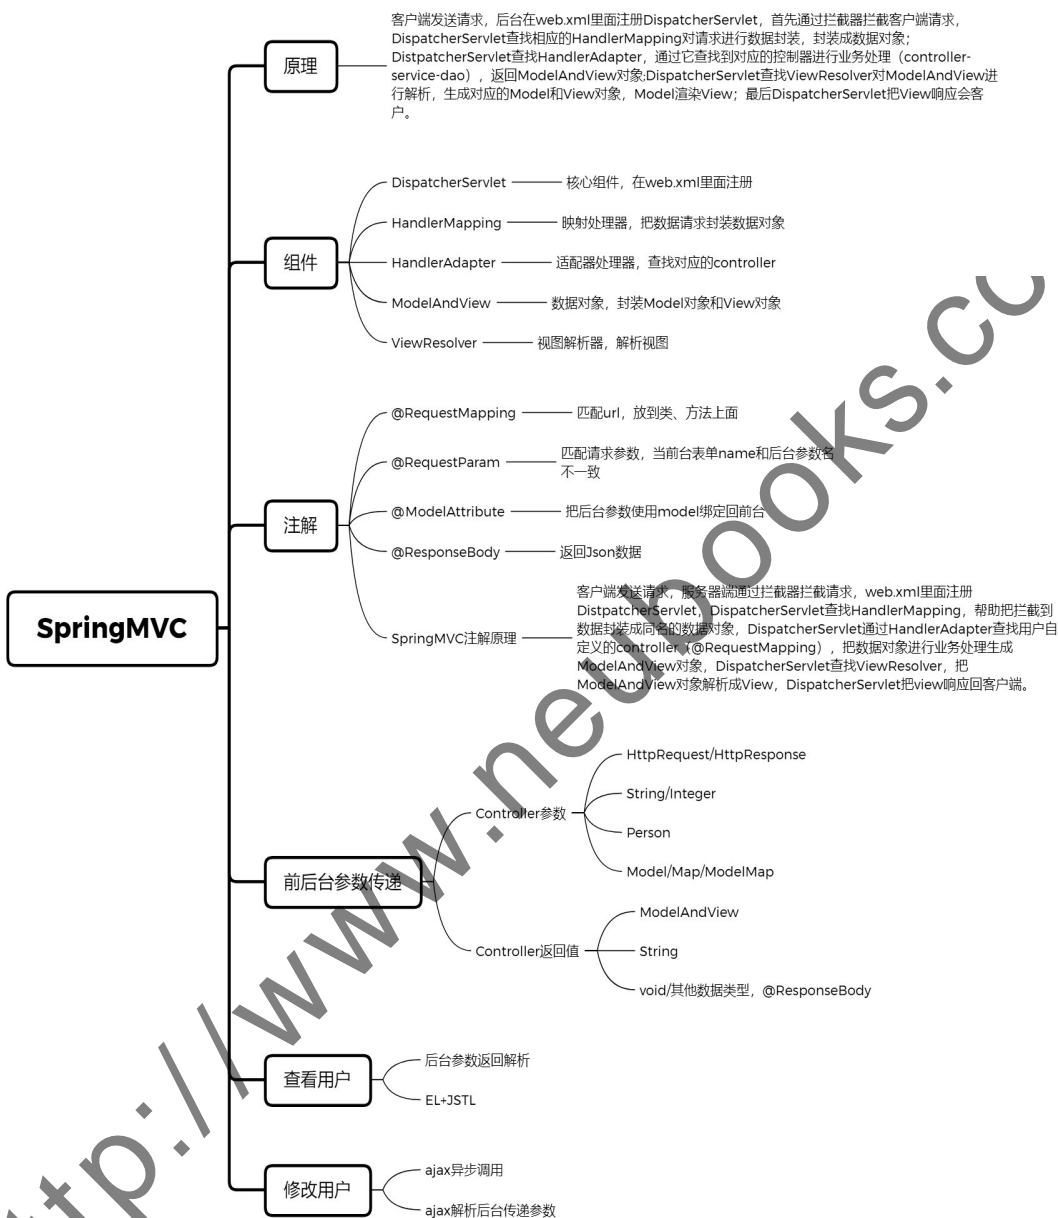 客户端发送请求，后台在web.xml里面注册DispatcherServlet，首先通过拦截器拦截客户端请求，
DispatcherServlet查找相应的HandlerMapping对请求进行数据封装，封装成数据对象；
DistpatcherServlet查找HandlerAdapter，通过它查找到对应的控制器进行业务处理（controller-
service-dao），返回ModelAndView对象;DispatcherServlet查找ViewResolver对ModelAndView进
行解析，生成对应的Model和View对象，Model渲染View；最后DispatcherServlet把View响应会客
户。
原理
DispatcherServlet
核心组件，在web.xml里面注册
HandlerMapping
映射处理器，把数据请求封装数据对象
组件
HandlerAdapter
适配器处理器，查找对应的controller
ModelAndView
数据对象，封装Model对象和View对象
ViewResolver
视图解析器，解析视图
@RequestMapping
匹配url，放到类、方法上面
@RequestParam
匹配请求参数，当前台表单name和后台参数名
不一致
注解
@ModelAttribute
把后台参数使用model绑定回前台
@ResponseBody
返回Json数据
SpringMVC注解原理
客户端发送请求，服务器端通过拦截器拦截请求，web.xml里面注册
DistpatcherServlet，DispatcherServlet查找HandlerMapping，帮助把拦截到
数据封装成同名的数据对象，DispatcherServlet通过HandlerAdapter查找用户自
定义的controller（@RequestMapping），把数据对象进行业务处理生成
ModelAndView对象，DispatcherServlet查找ViewResolver，把
ModelAndView对象解析成View，DispatcherServlet把view响应回客户端。
SpringMVC
前后台参数传递
Controller参数
HttpRequest/HttpResponse
String/Integer
Person
Model/Map/ModelMap
Controller返回值
ModelAndView
String
void/其他数据类型，@ResponseBody
查看用户
后台参数返回解析
EL+JSTL
修改用户
ajax异步调用
ajax解析后台传递参数
ttp://www.neubooks.co